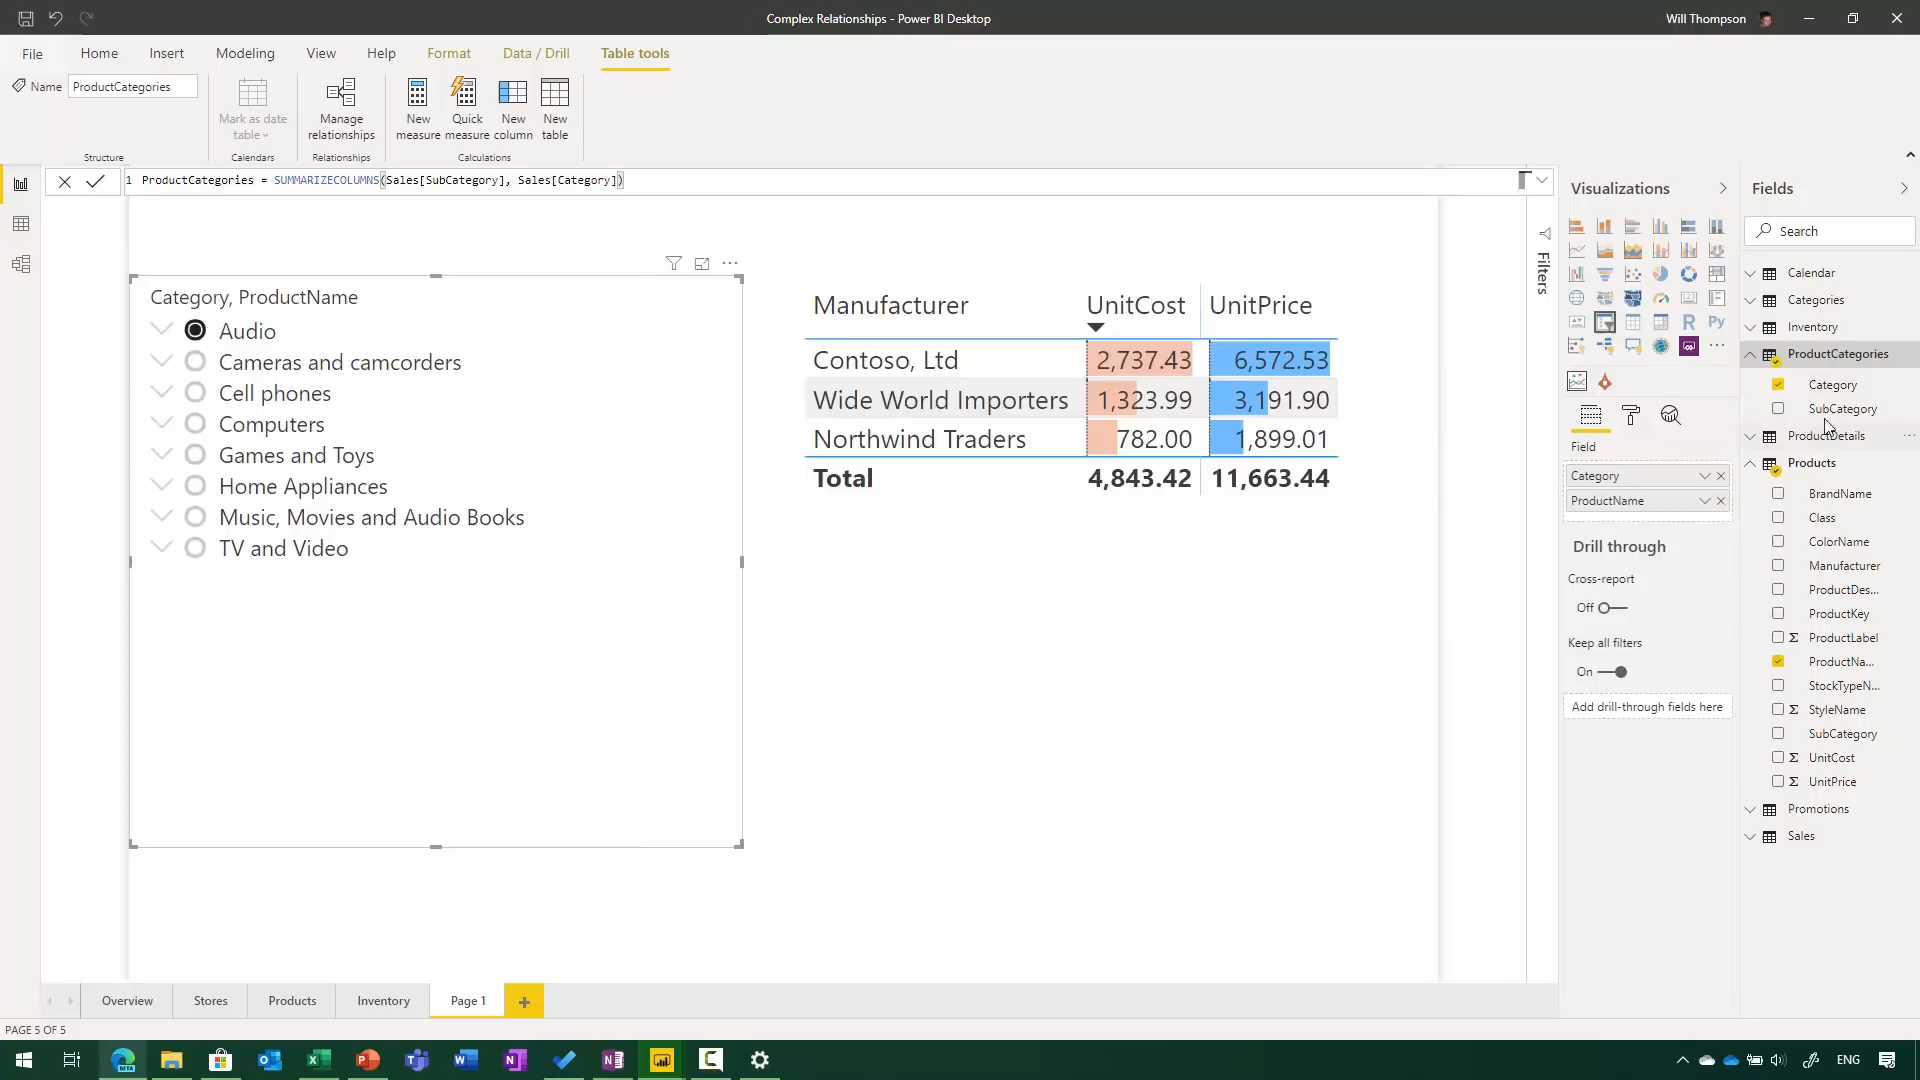 Complex Relationships - Power BI Desktop
Will Thompson
File
Home
Insert
Modeling
View
Help
Format
Data / Drill
Table tools
Name
ProductCategories
Mark as date table
Manage relationships
New measure
Quick measure
New column
New table
Structure
Calendars
Relationships
Calculations
1 ProductCategories = SUMMARIZECOLUMNS(Sales[SubCategory], Sales[Category])
Category, ProductName
Audio
Cameras and camcorders
Cell phones
Computers
Games and Toys
Home Appliances
Music, Movies and Audio Books
TV and Video
Manufacturer UnitCost UnitPrice
Contoso, Ltd 2,737.43 6,572.53
Wide World Importers 1,323.99 3,191.90
Northwind Traders 782.00 1,899.01
Total 4,843.42 11,663.44
Filters
Visualizations
R
Py
Field
Category
ProductName
Drill through
Cross-report
Off
Keep all filters
On
Add drill-through fields here
Fields
Search
Calendar
Categories
Inventory
ProductCategories
Category
SubCategory
ProductDetails
Products
BrandName
Class
ColorName
Manufacturer
ProductDes...
ProductKey
ProductLabel
ProductNa...
StockTypeN...
StyleName
SubCategory
UnitCost
UnitPrice
Promotions
Sales
Overview
Stores
Products
Inventory
Page 1
PAGE 5 OF 5
ENG